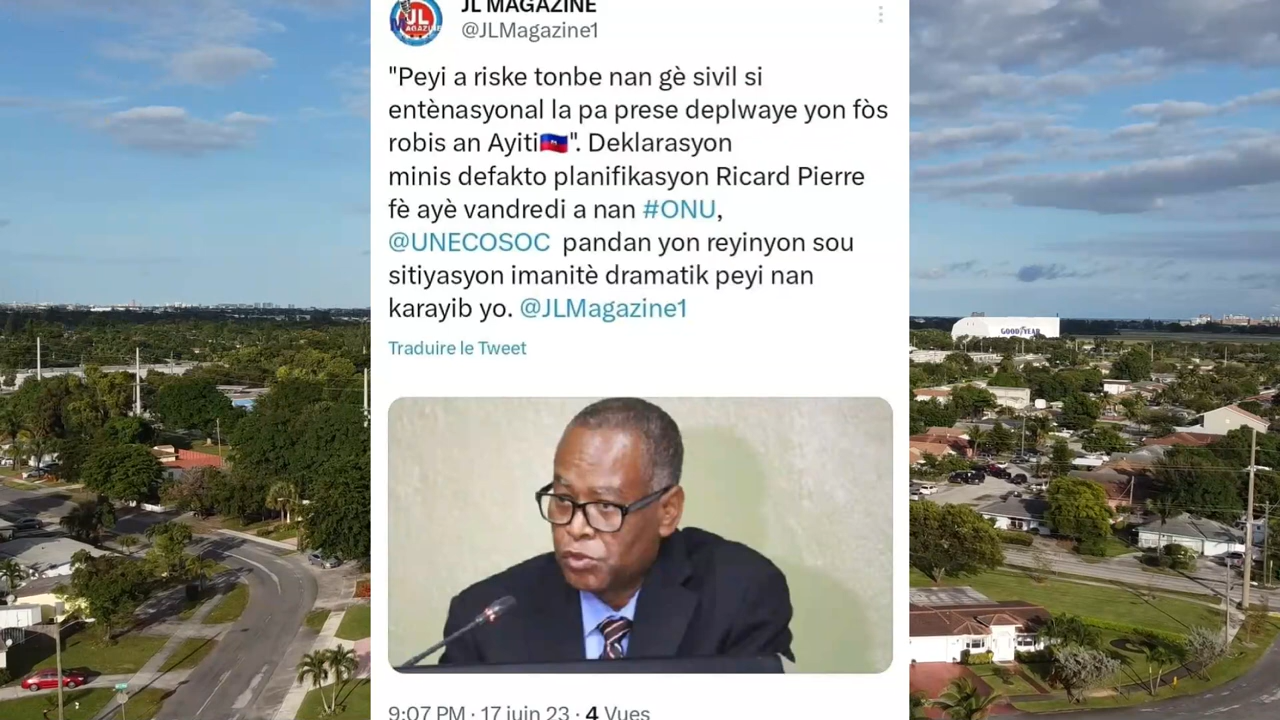 JL MAGAZINE
@JLMagazine1
"Peyi a riske tonbe nan gè sivil si
entènasyonal la pa prese deplwaye yon fòs
robis an Ayiti🇭🇹". Deklarasyon
minis defakto planifikasyon Ricard Pierre
fè ayè vandredi a nan #ONU,
@UNECOSOC pandan yon reyinyon sou
sitiyasyon imanitè dramatik peyi nan
karayib yo. @JLMagazine1
Traduire le Tweet
GOODYEAR
9:07 PM · 17 juin 23 · 4 Vues